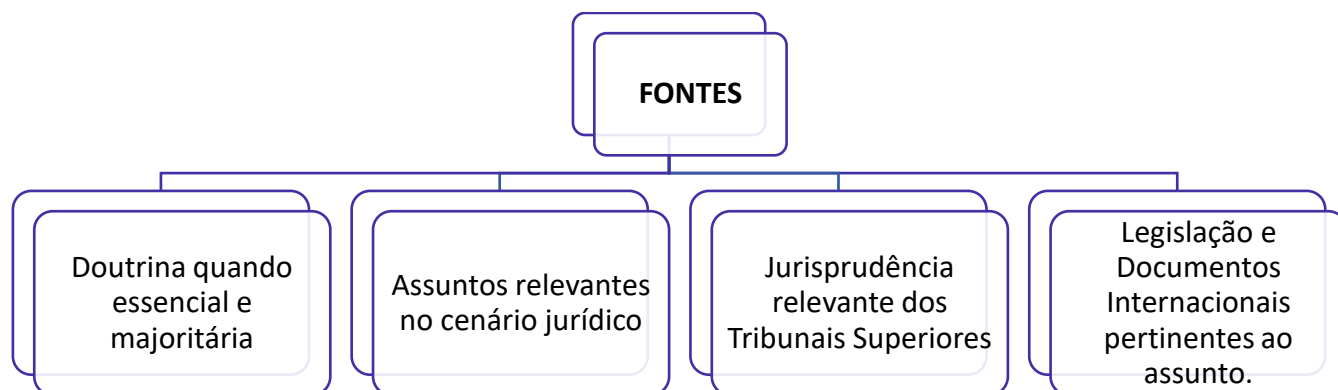 FONTES
Doutrina quando
essencial e
majoritária
Assuntos relevantes
no cenário jurídico
Jurisprudência
relevante dos
Tribunais Superiores
Legislação e
Documentos
Internacionais
pertinentes ao
assunto.